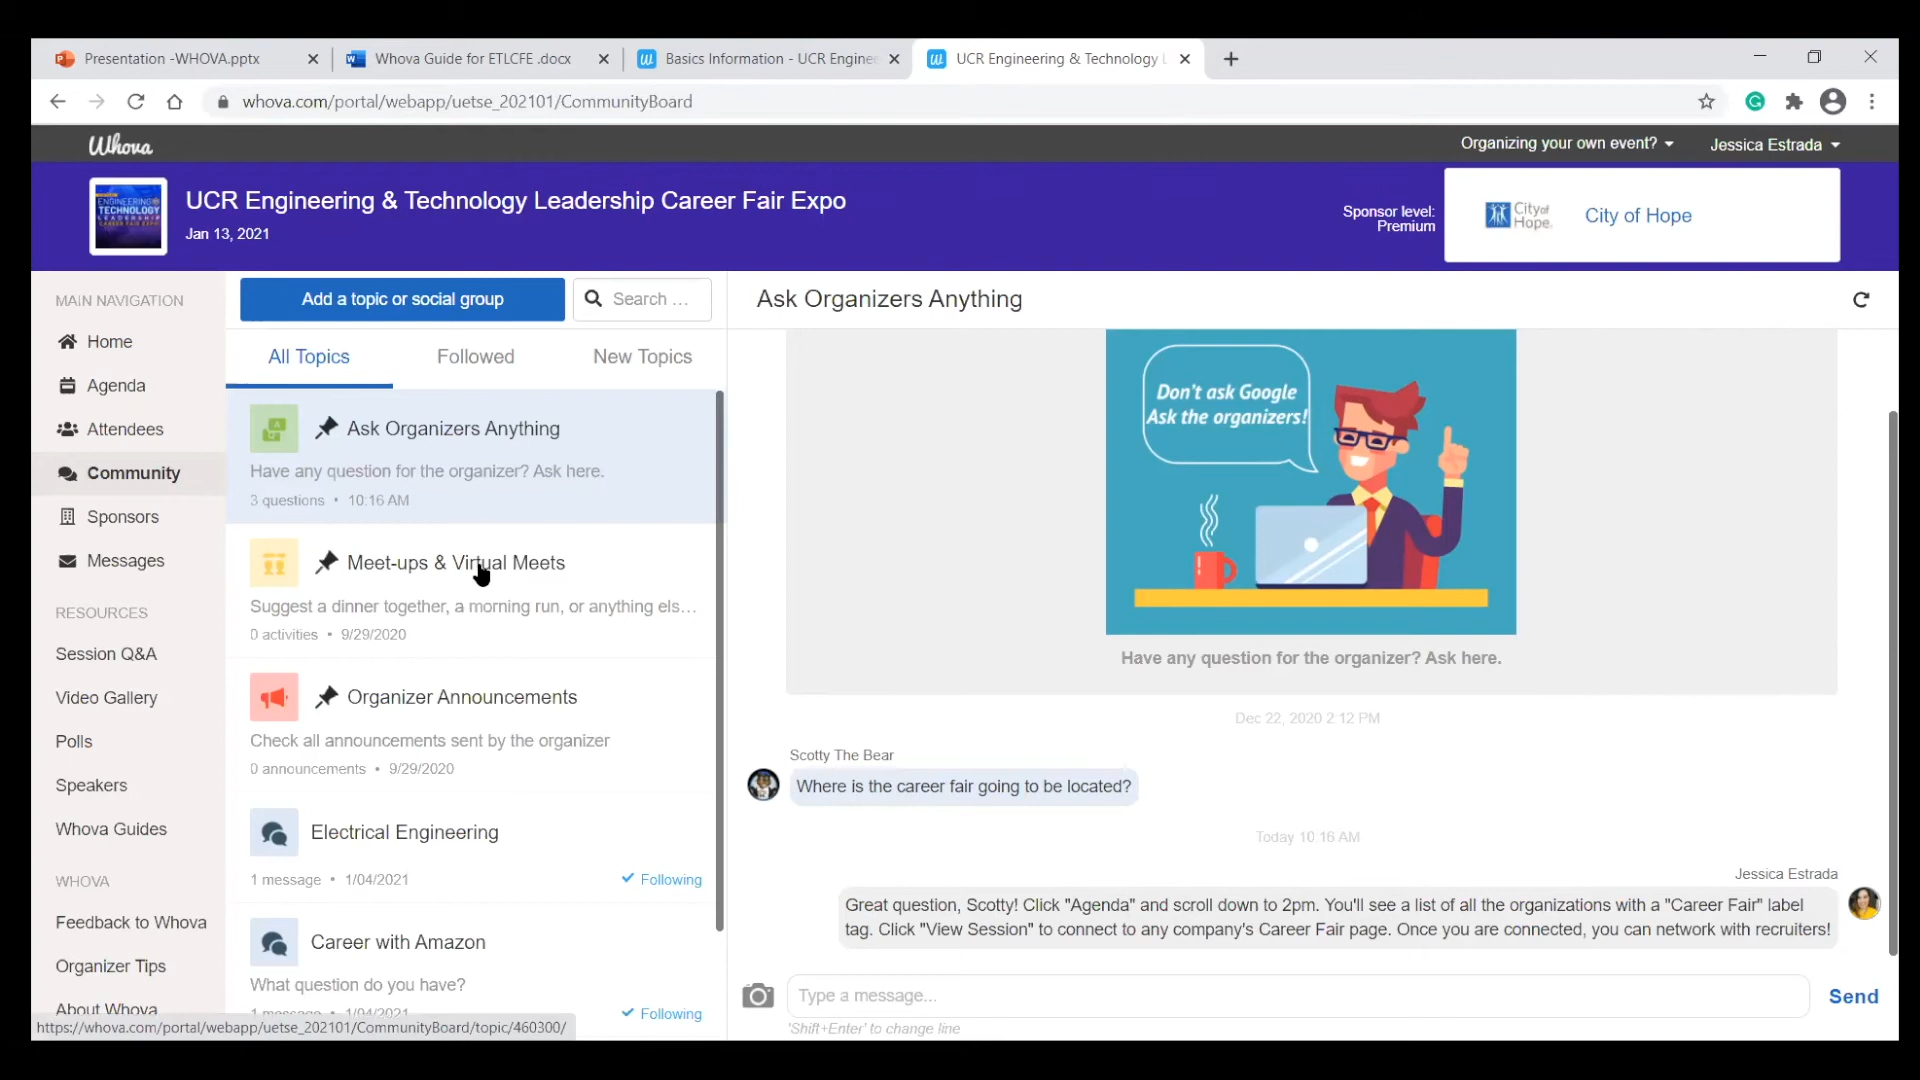 Presentation -WHOVA.pptx
Whova Guide for ETLCFE .docx
Basics Information - UCR Enginee
UCR Engineering & Technology L
whova.com/portal/webapp/uetse_202101/CommunityBoard
Whova
Organizing your own event?
Jessica Estrada
ENGINEERING
TECHNOLOGY
LEADERSHIP
CAREER FAIR EXPO
UCR Engineering & Technology Leadership Career Fair Expo
Jan 13, 2021
Sponsor level:
Premium
City of
Hope.
City of Hope
MAIN NAVIGATION
Home
Agenda
Attendees
Community
Sponsors
Messages
RESOURCES
Session Q&A
Video Gallery
Polls
Speakers
Whova Guides
WHOVA
Feedback to Whova
Organizer Tips
About Whova
https://whova.com/portal/webapp/uetse_202101/CommunityBoard/topic/460300/
Add a topic or social group
Search ...
All Topics
Followed
New Topics
Ask Organizers Anything
Have any question for the organizer? Ask here.
3 questions • 10:16 AM
Meet-ups & Virtual Meets
Suggest a dinner together, a morning run, or anything els...
0 activities • 9/29/2020
Organizer Announcements
Check all announcements sent by the organizer
0 announcements • 9/29/2020
Electrical Engineering
1 message • 1/04/2021
Following
Career with Amazon
What question do you have?
1 message • 1/04/2021
Following
Ask Organizers Anything
Don't ask Google
Ask the organizers!
Have any question for the organizer? Ask here.
Dec 22, 2020 2:12 PM
Scotty The Bear
Where is the career fair going to be located?
Today 10 16 AM
Jessica Estrada
Great question, Scotty! Click "Agenda" and scroll down to 2pm. You'll see a list of all the organizations with a "Career Fair" label
tag. Click "View Session" to connect to any company's Career Fair page. Once you are connected, you can network with recruiters!
Type a message...
Send
'Shift+Enter' to change line